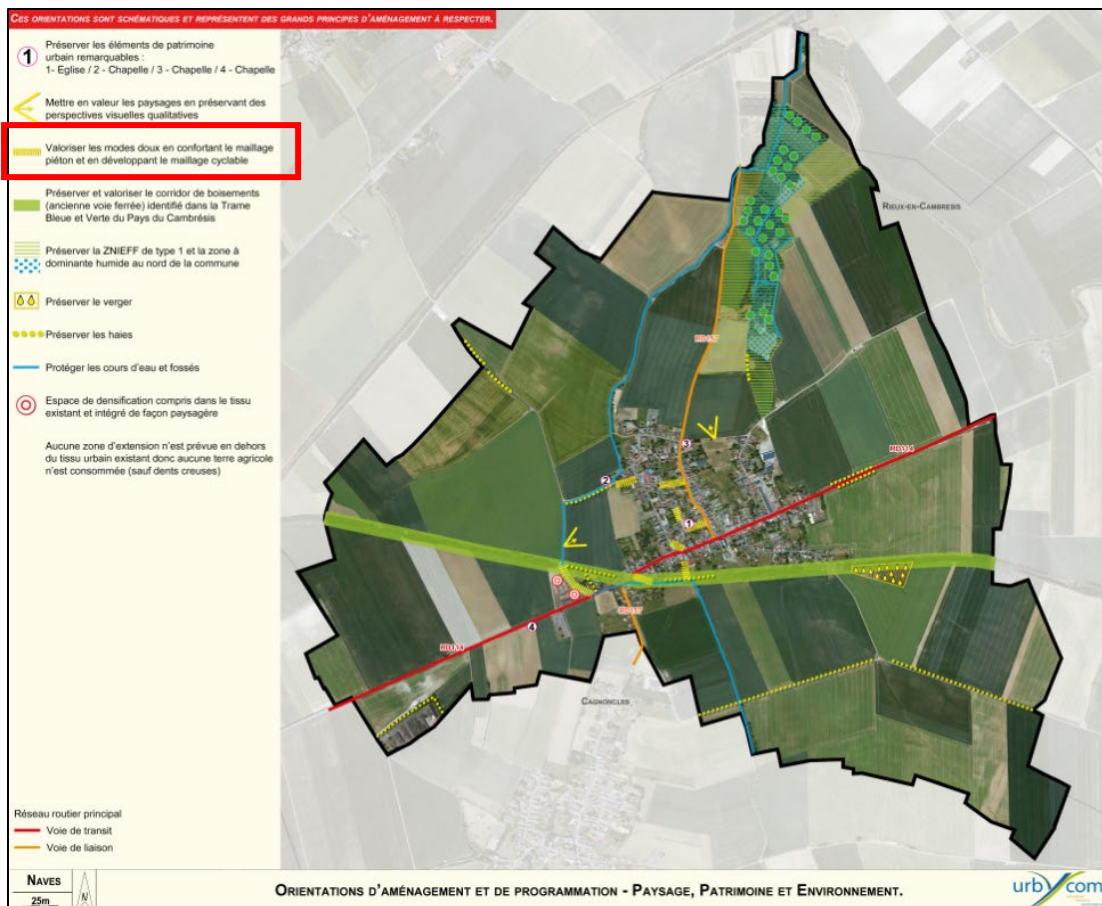 CES ORIENTATIONS SONT SCHÉMATIQUES ET REPRÉSENTENT DES GRANDS PRINCIPES D'AMÉNAGEMENT À RESPECTER.
1
Préserver les éléments de patrimoine
urbain remarquables :
1- Eglise / 2 - Chapelle / 3 - Chapelle / 4 - Chapelle
Mettre en valeur les paysages en préservant des
perspectives visuelles qualitatives
Valoriser les modes doux en confortant le maillage
piéton et en développant le maillage cyclable
Préserver et valoriser le corridor de boisements
(ancienne voie ferrée) identifié dans la Trame
Bleue et Verte du Pays du Cambrésis
Préserver la ZNIEFF de type 1 et la zone à
dominante humide au nord de la commune
Préserver le verger
Préserver les haies
Protéger les cours d'eau et fossés
Espace de densification compris dans le tissu
existant et intégré de façon paysagère
Aucune zone d'extension n'est prévue en dehors
du tissu urbain existant donc aucune terre agricole
n'est consommée (sauf dents creuses)
Réseau routier principal
Voie de transit
Voie de liaison
RIEUX-EN-CAMBRESIS
RD157
3
RD114
2
1
RD157
4
RD114
CAGNONCLES
NAVES
25m
N
ORIENTATIONS D'AMÉNAGEMENT ET DE PROGRAMMATION - PAYSAGE, PATRIMOINE ET ENVIRONNEMENT.
urbycom